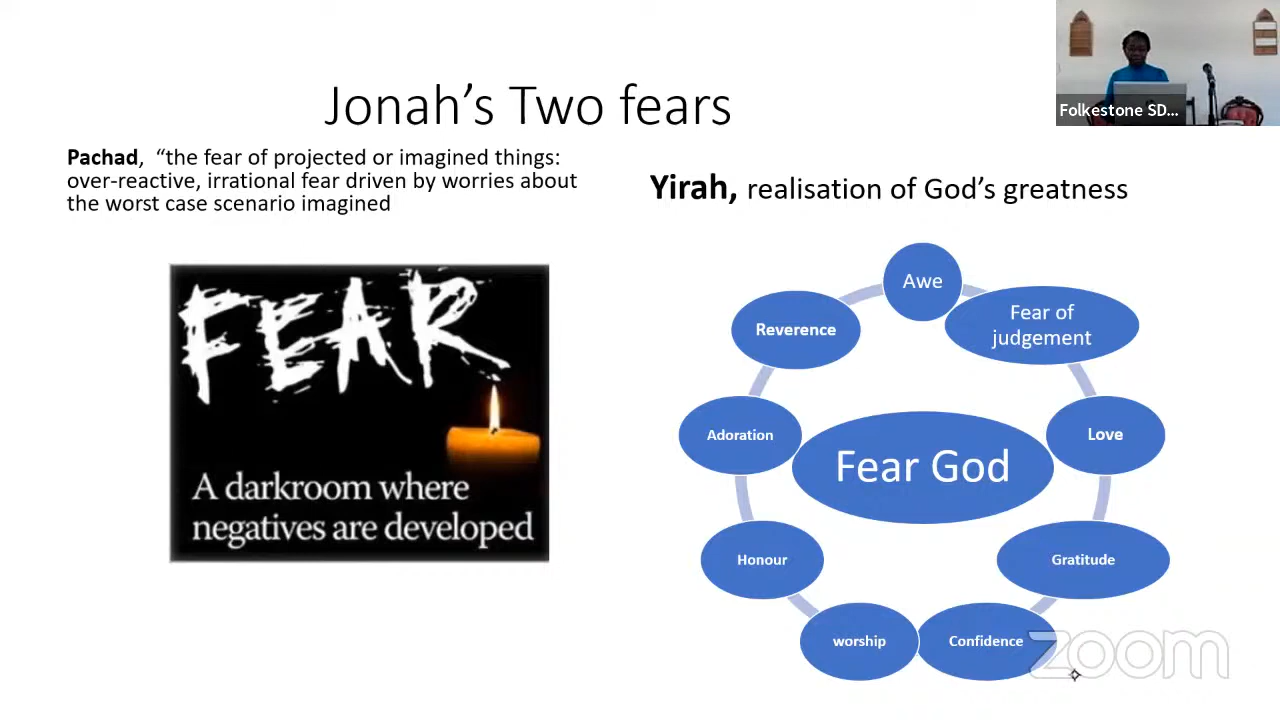 Jonah's Two fears
Folkestone SD...
Pachad, “the fear of projected or imagined things:
over-reactive, irrational fear driven by worries about
the worst case scenario imagined
FEAR
A darkroom where
negatives are developed
Yirah, realisation of God's greatness
Awe
Fear of
judgement
Love
Gratitude
Confidence
worship
Honour
Adoration
Reverence
Fear God
zoom